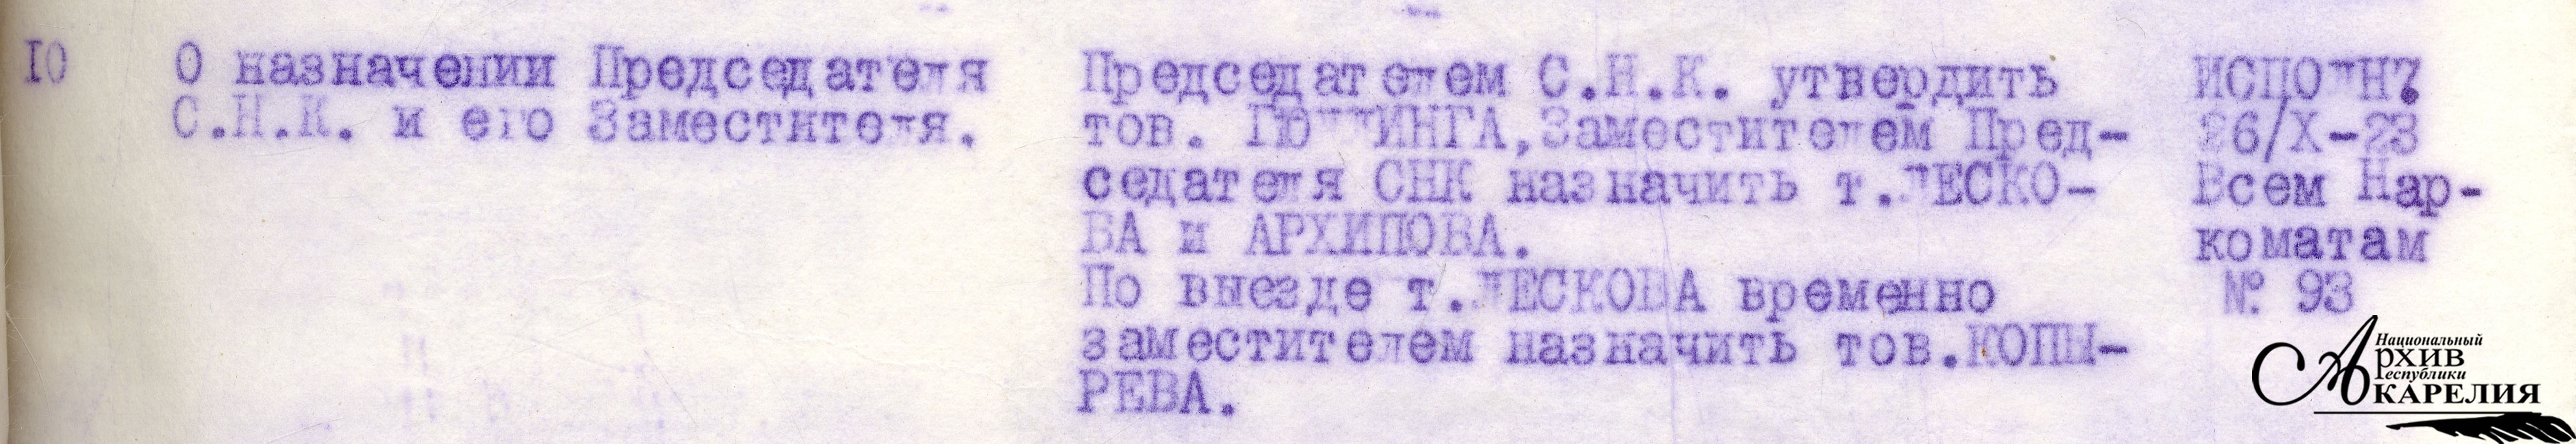 10
О назначении Председателя
С.Н.К. и его Заместителя.
Председателем С.Н.К. утвердить
тов. ГЮЛЛИНГА,Заместителем Пред-
седателя СНК назначить т.ЛЕСКО-
ВА и АРХИПОВА.
По выезде т.ЛЕСКОВА временно
заместителем назначить тов.КОПЫ-
РЕВА.
26/X-23
Всем Нар-
коматам
№ 93
Национальный
Архив
Республики
Карелия